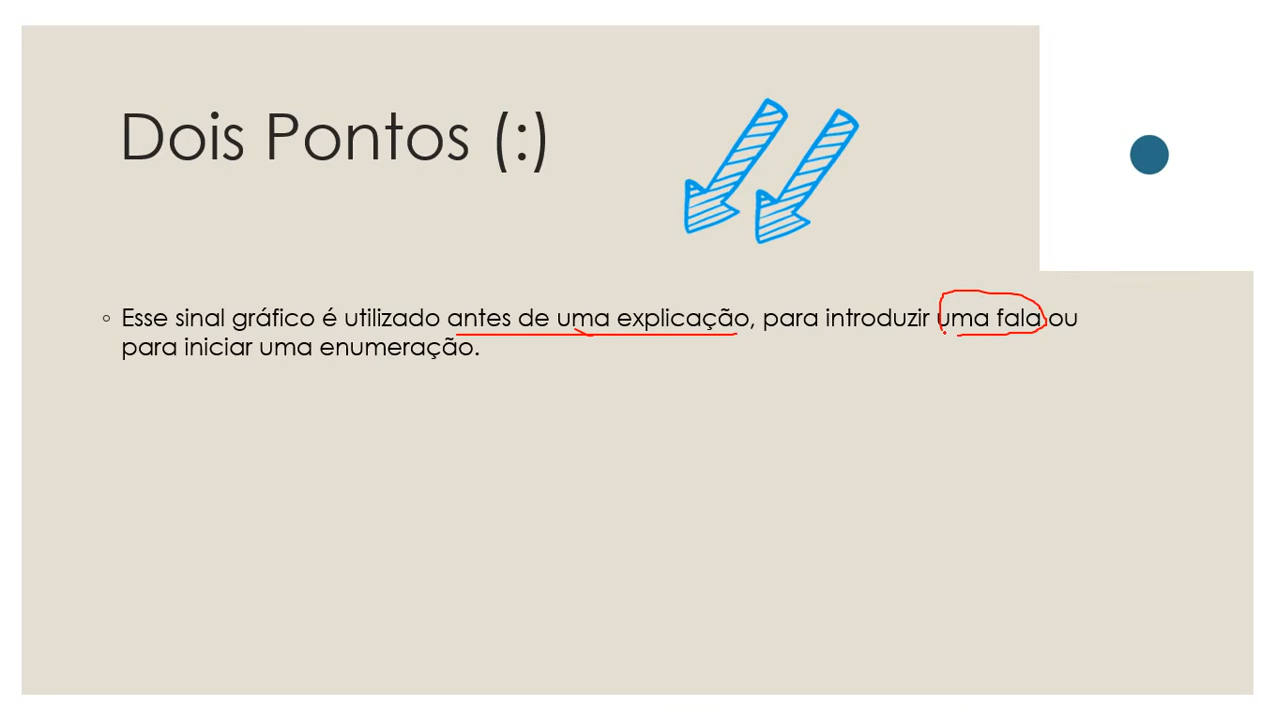 Dois Pontos (:)
◦ Esse sinal gráfico é utilizado antes de uma explicação, para introduzir uma fala ou
para iniciar uma enumeração.